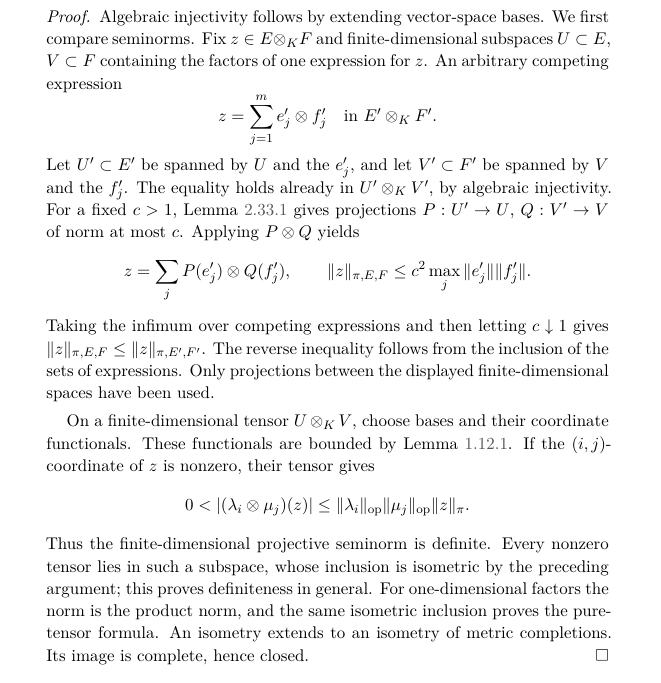 Proof. Algebraic injectivity follows by extending vector-space bases. We first
compare seminorms. Fix z ∈ E⊗_K F and finite-dimensional subspaces U ⊂ E,
V ⊂ F containing the factors of one expression for z. An arbitrary competing
expression
z = ∑_{j=1}^{m} e′_j ⊗ f′_j in E′ ⊗_K F′.
Let U′ ⊂ E′ be spanned by U and the e′_j, and let V′ ⊂ F′ be spanned by V
and the f′_j. The equality holds already in U′ ⊗_K V′, by algebraic injectivity.
For a fixed c > 1, Lemma 2.33.1 gives projections P : U′ → U, Q : V′ → V
of norm at most c. Applying P ⊗ Q yields
z = ∑_j P(e′_j) ⊗ Q(f′_j), ‖z‖_{π,E,F} ≤ c² max_j ‖e′_j‖‖f′_j‖.
Taking the infimum over competing expressions and then letting c ↓ 1 gives
‖z‖_{π,E,F} ≤ ‖z‖_{π,E′,F′}. The reverse inequality follows from the inclusion of the
sets of expressions. Only projections between the displayed finite-dimensional
spaces have been used.
On a finite-dimensional tensor U ⊗_K V, choose bases and their coordinate
functionals. These functionals are bounded by Lemma 1.12.1. If the (i, j)-
coordinate of z is nonzero, their tensor gives
0 < |(λ_i ⊗ μ_j)(z)| ≤ ‖λ_i‖_op‖μ_j‖_op‖z‖_π.
Thus the finite-dimensional projective seminorm is definite. Every nonzero
tensor lies in such a subspace, whose inclusion is isometric by the preceding
argument; this proves definiteness in general. For one-dimensional factors the
norm is the product norm, and the same isometric inclusion proves the pure-
tensor formula. An isometry extends to an isometry of metric completions.
Its image is complete, hence closed. □